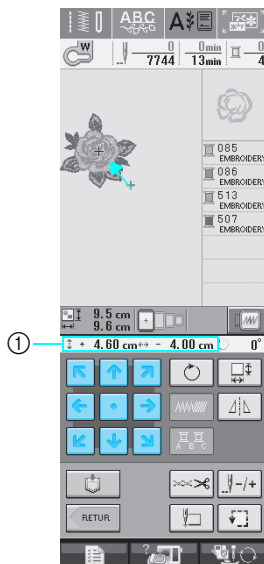 ABC
A
W
0
7744
0min
13min
0
4
085
EMBROIDERY
086
EMBROIDERY
513
EMBROIDERY
507
EMBROIDERY
9.5 cm
9.6 cm
1 + 4.60 cm - 4.00 cm 0°
A B C
-/+
RETUR
?